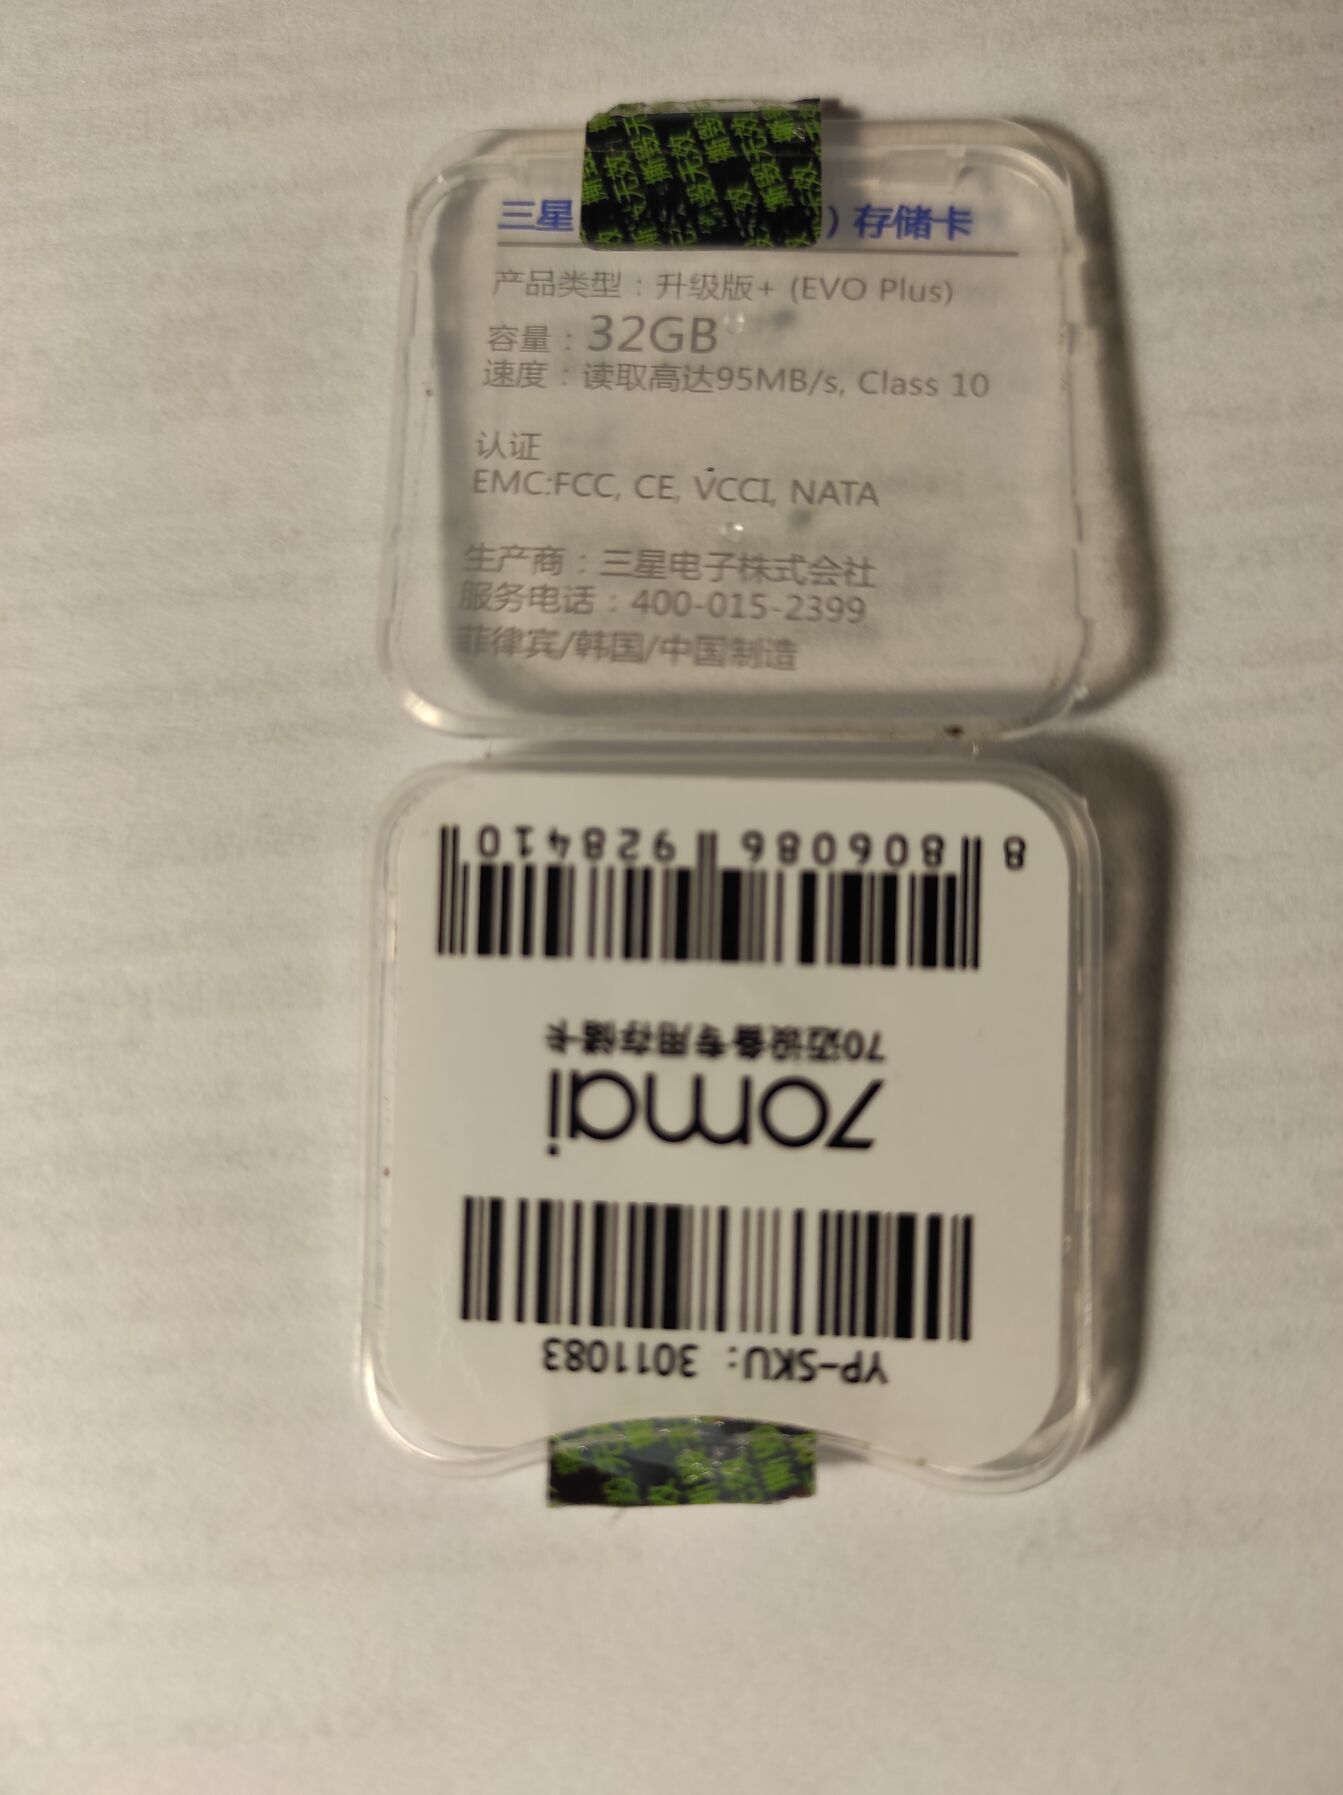 三星 ）存储卡
产品类型：升级版+ (EVO Plus)
容量：32GB
速度：读取高达95MB/s, Class 10
认证
EMC:FCC, CE, VCCI, NATA
生产商：三星电子株式会社
服务电话：400-015-2399
菲律宾/韩国/中国制造
YP-SKU: 3011083
70mai
70迈设备专用存储卡
8 806086 928410